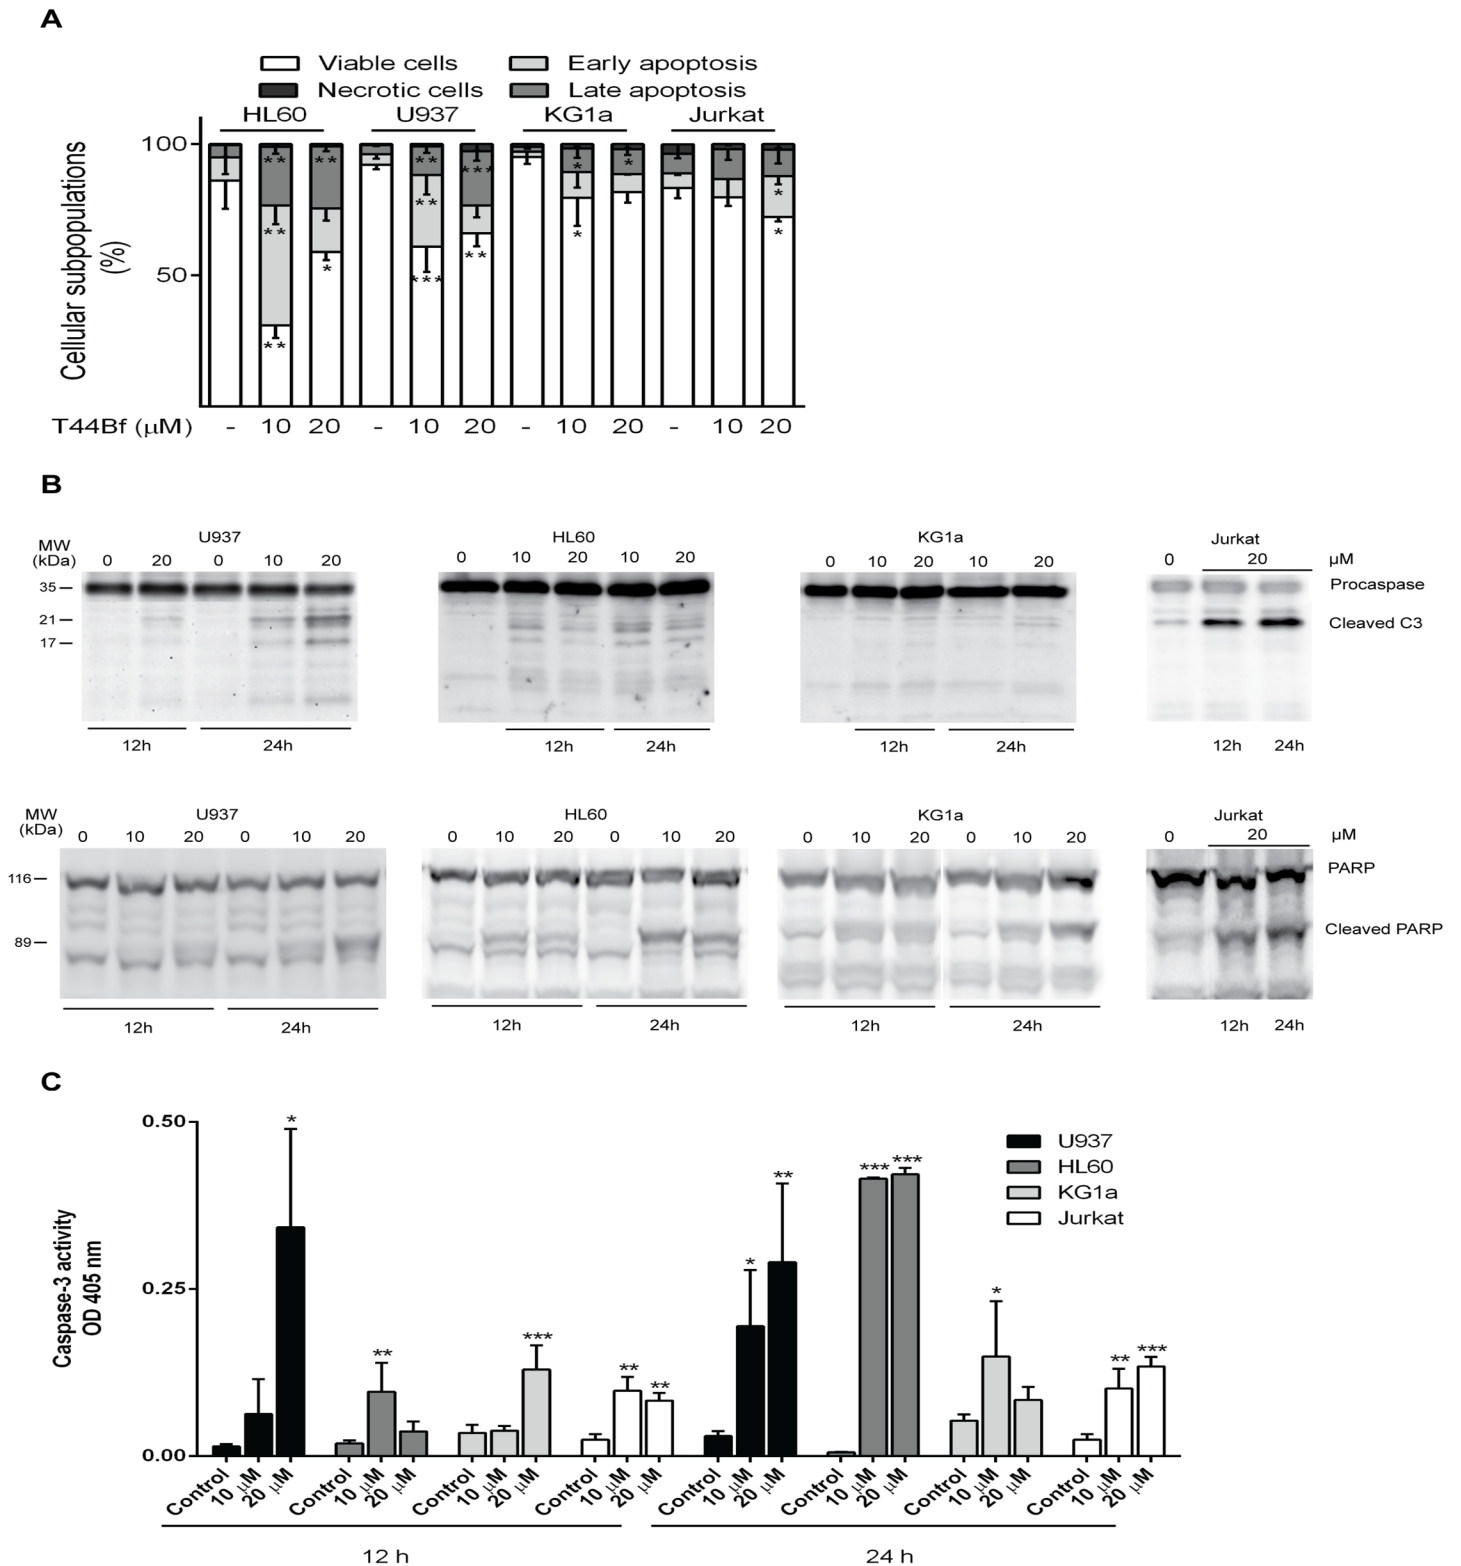 A
Viable cells Early apoptosis
Necrotic cells Late apoptosis
HL60 U937 KG1a Jurkat
Cellular subpopulations
(%)
100
** ** ** *** * *
** ** *
* ** * *
50
***
**
T44Bf (µM) - 10 20 - 10 20 - 10 20 - 10 20
B
U937 HL60 KG1a Jurkat
MW
(kDa)
0 20 0 10 20 0 10 20 10 20 0 10 20 10 20 0 20 µM
35
21
17
Procaspase
Cleaved C3
12h 24h 12h 24h 12h 24h 12h 24h
MW
(kDa)
U937 HL60 KG1a Jurkat
0 10 20 0 10 20 0 10 20 0 10 20 0 10 20 0 10 20 0 20 µM
116
89
PARP
Cleaved PARP
12h 24h 12h 24h 12h 24h 12h 24h
C
Caspase-3 activity
OD 405 nm
0.50
0.25
0.00
* ** *** ** ** * ** *** *** * ** ***
U937
HL60
KG1a
Jurkat
Control 10 µM 20 µM Control 10 µM 20 µM Control 10 µM 20 µM Control 10 µM 20 µM Control 10 µM 20 µM Control 10 µM 20 µM Control 10 µM 20 µM Control 10 µM 20 µM
12 h 24 h